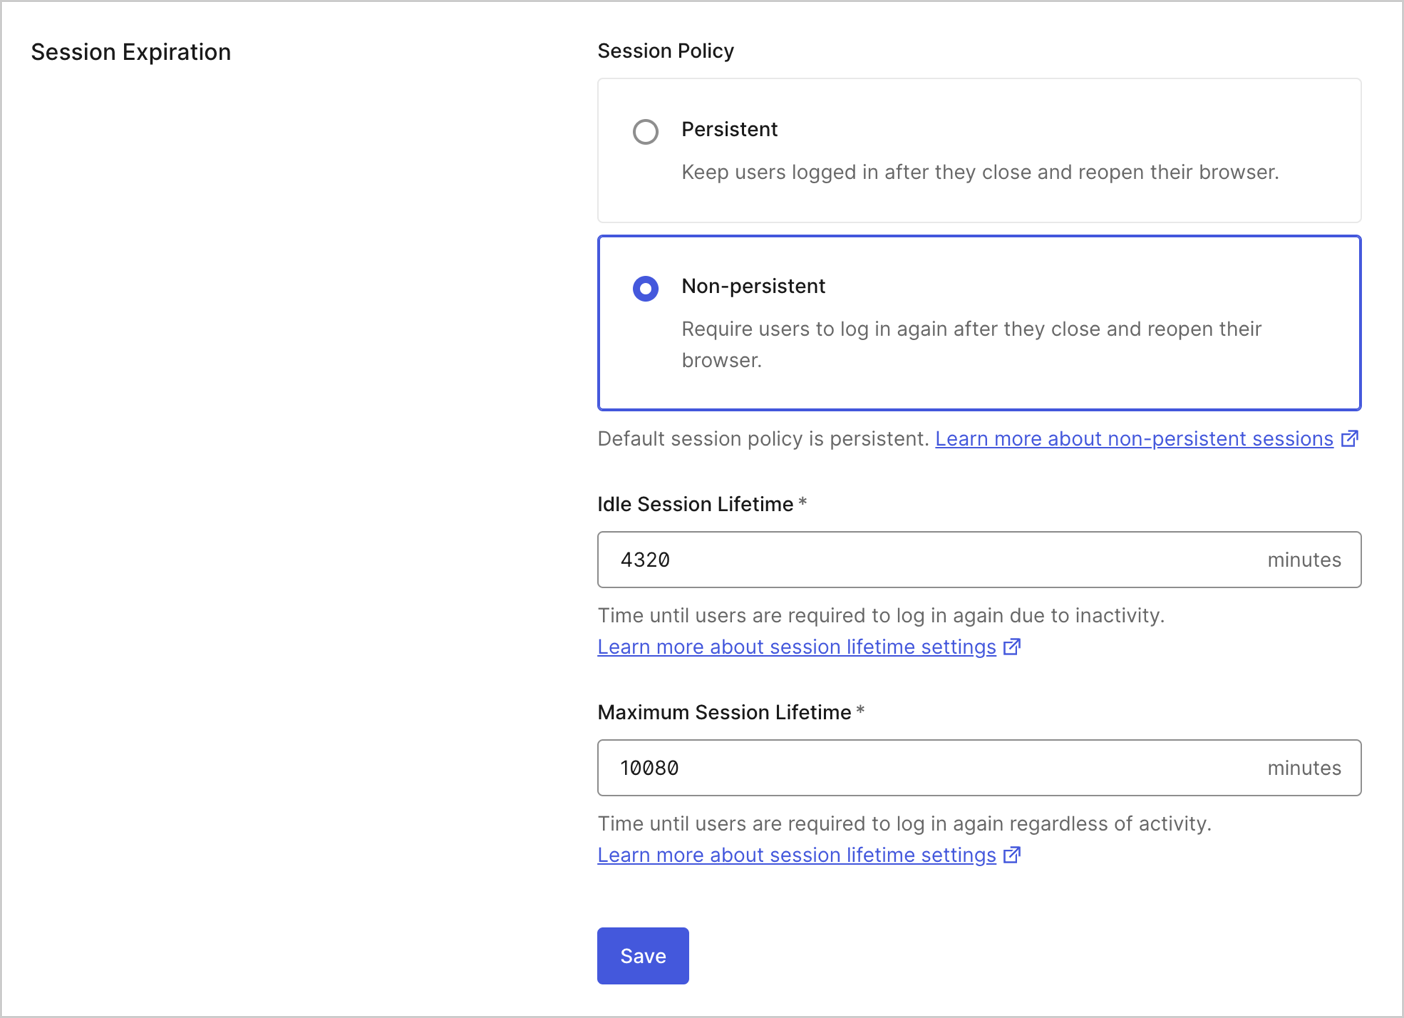 Session Expiration
Session Policy
Persistent
Keep users logged in after they close and reopen their browser.
Non-persistent
Require users to log in again after they close and reopen their
browser.
Default session policy is persistent. Learn more about non-persistent sessions
Idle Session Lifetime *
4320 minutes
Time until users are required to log in again due to inactivity.
Learn more about session lifetime settings
Maximum Session Lifetime *
10080 minutes
Time until users are required to log in again regardless of activity.
Learn more about session lifetime settings
Save